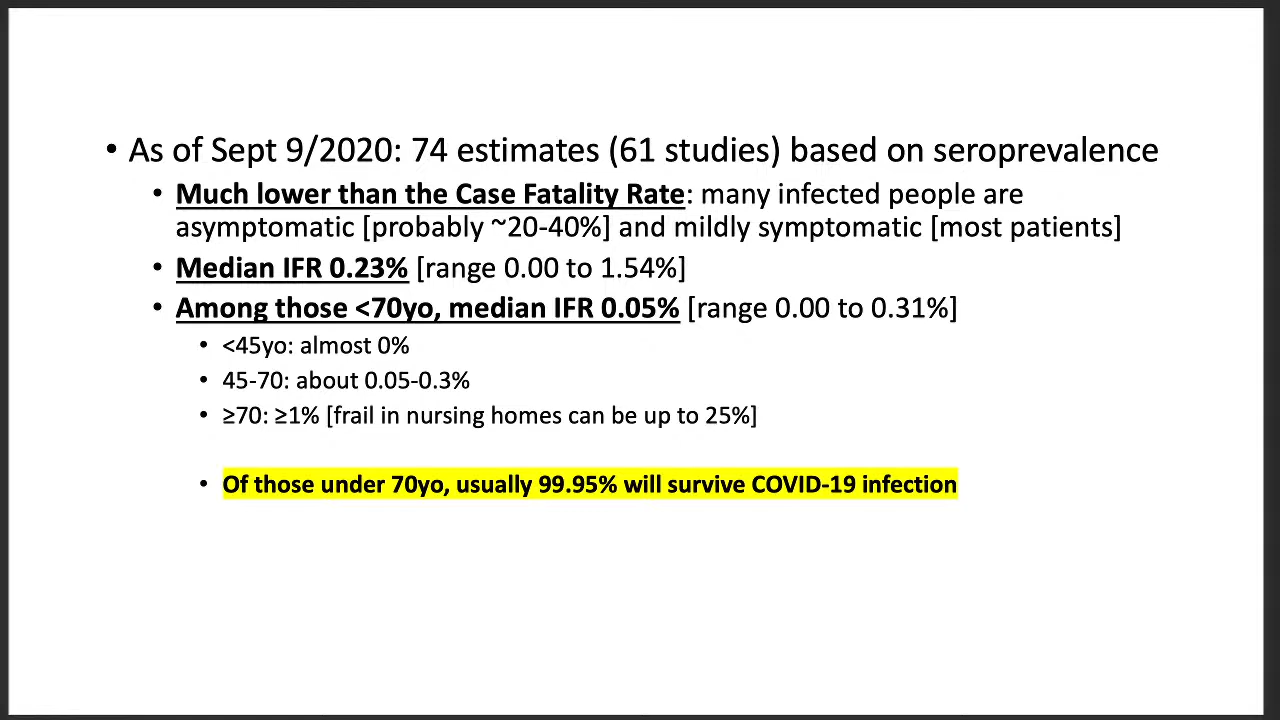 • As of Sept 9/2020: 74 estimates (61 studies) based on seroprevalence
• Much lower than the Case Fatality Rate: many infected people are
asymptomatic [probably ~20-40%] and mildly symptomatic [most patients]
• Median IFR 0.23% [range 0.00 to 1.54%]
• Among those <70yo, median IFR 0.05% [range 0.00 to 0.31%]
• <45yo: almost 0%
• 45-70: about 0.05-0.3%
• ≥70: ≥1% [frail in nursing homes can be up to 25%]
• Of those under 70yo, usually 99.95% will survive COVID-19 infection